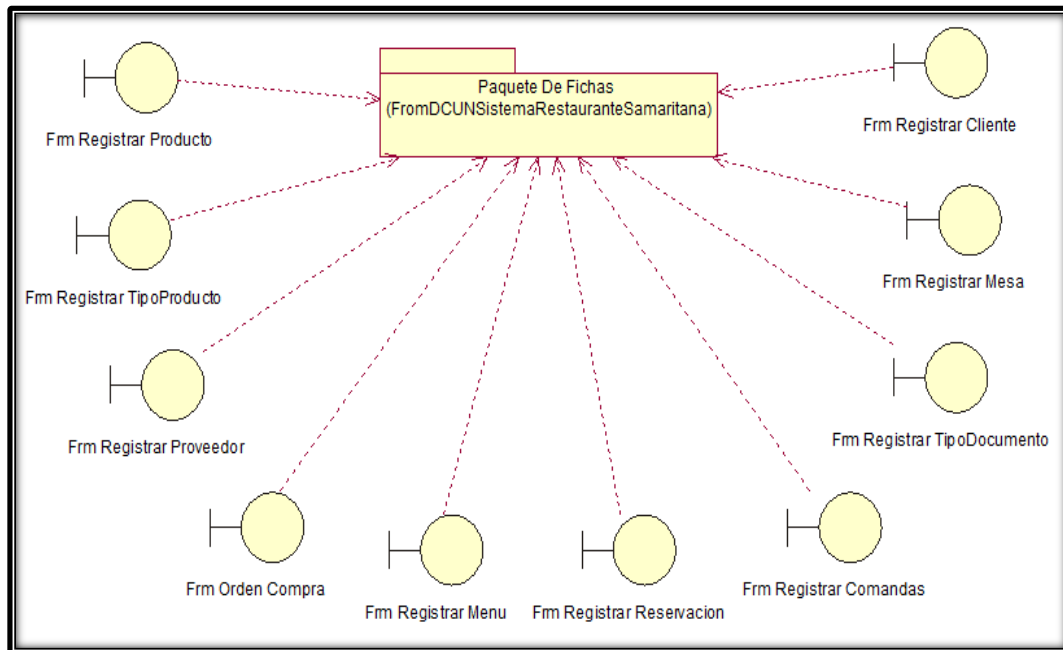 Paquete De Fichas
(FromDCUNSistemaRestauranteSamaritana)
Frm Registrar Producto
Frm Registrar Cliente
Frm Registrar TipoProducto
Frm Registrar Mesa
Frm Registrar Proveedor
Frm Registrar TipoDocumento
Frm Orden Compra
Frm Registrar Menu
Frm Registrar Reservacion
Frm Registrar Comandas